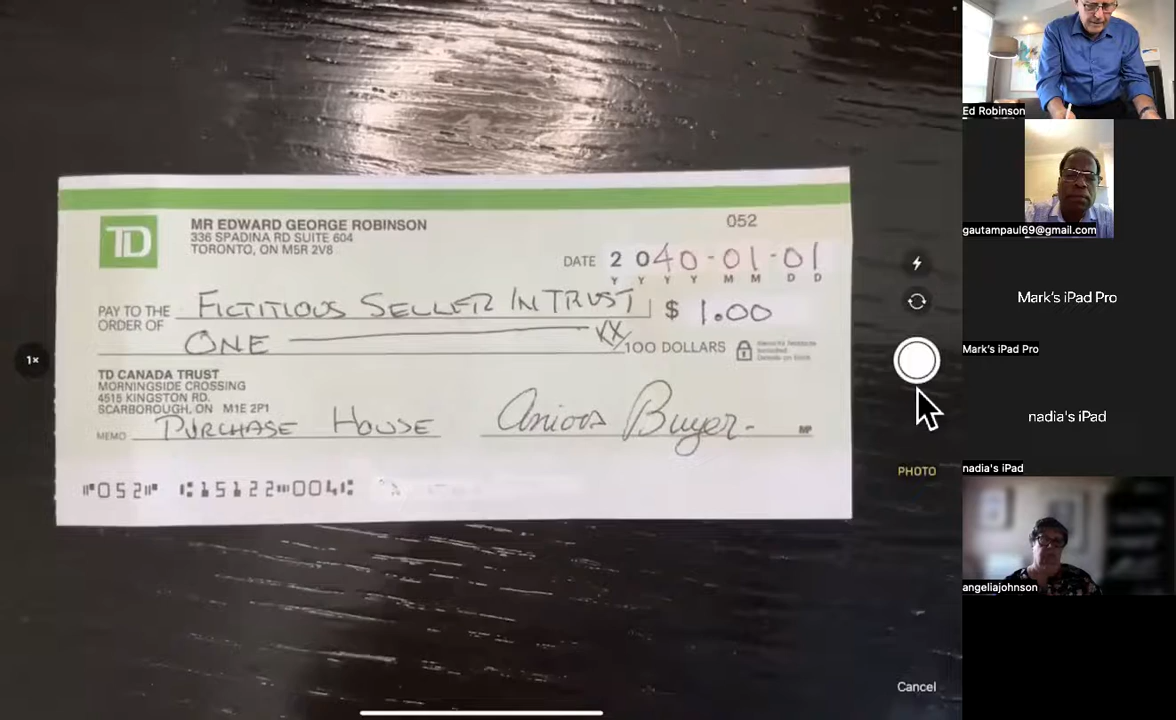 Ed Robinson
gautampaul69@gmail.com
Mark's iPad Pro
Mark's iPad Pro
nadia's iPad
nadia's iPad
angeliajohnson
TD
MR EDWARD GEORGE ROBINSON
336 SPADINA RD SUITE 604
TORONTO, ON M5R 2V8
052
DATE 2040-01-01
Y Y Y Y M M D D
PAY TO THE ORDER OF FICTITIOUS SELLER IN TRUST $ 1.00
ONE XX/100 DOLLARS
TD CANADA TRUST
MORNINGSIDE CROSSING
4515 KINGSTON RD.
SCARBOROUGH, ON M1E 2P1
MEMO PURCHASE HOUSE Buyer MP
⑈052⑈ ⑆15122⑉004⑆
1×
PHOTO
Cancel